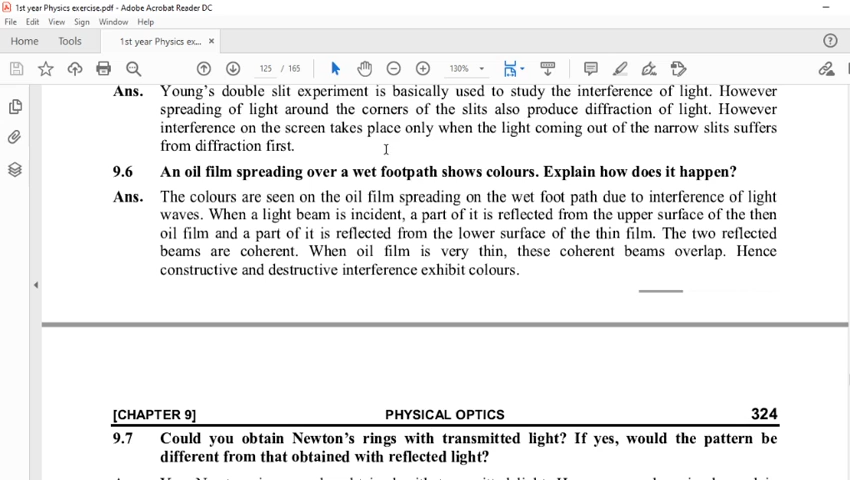 1st year Physics exercise.pdf - Adobe Acrobat Reader DC
File Edit View Sign Window Help
Home Tools 1st year Physics ex... ×
125 / 165 130%
Ans. Young's double slit experiment is basically used to study the interference of light. However
spreading of light around the corners of the slits also produce diffraction of light. However
interference on the screen takes place only when the light coming out of the narrow slits suffers
from diffraction first.
9.6 An oil film spreading over a wet footpath shows colours. Explain how does it happen?
Ans. The colours are seen on the oil film spreading on the wet foot path due to interference of light
waves. When a light beam is incident, a part of it is reflected from the upper surface of the then
oil film and a part of it is reflected from the lower surface of the thin film. The two reflected
beams are coherent. When oil film is very thin, these coherent beams overlap. Hence
constructive and destructive interference exhibit colours.
[CHAPTER 9] PHYSICAL OPTICS 324
9.7 Could you obtain Newton's rings with transmitted light? If yes, would the pattern be
different from that obtained with reflected light?